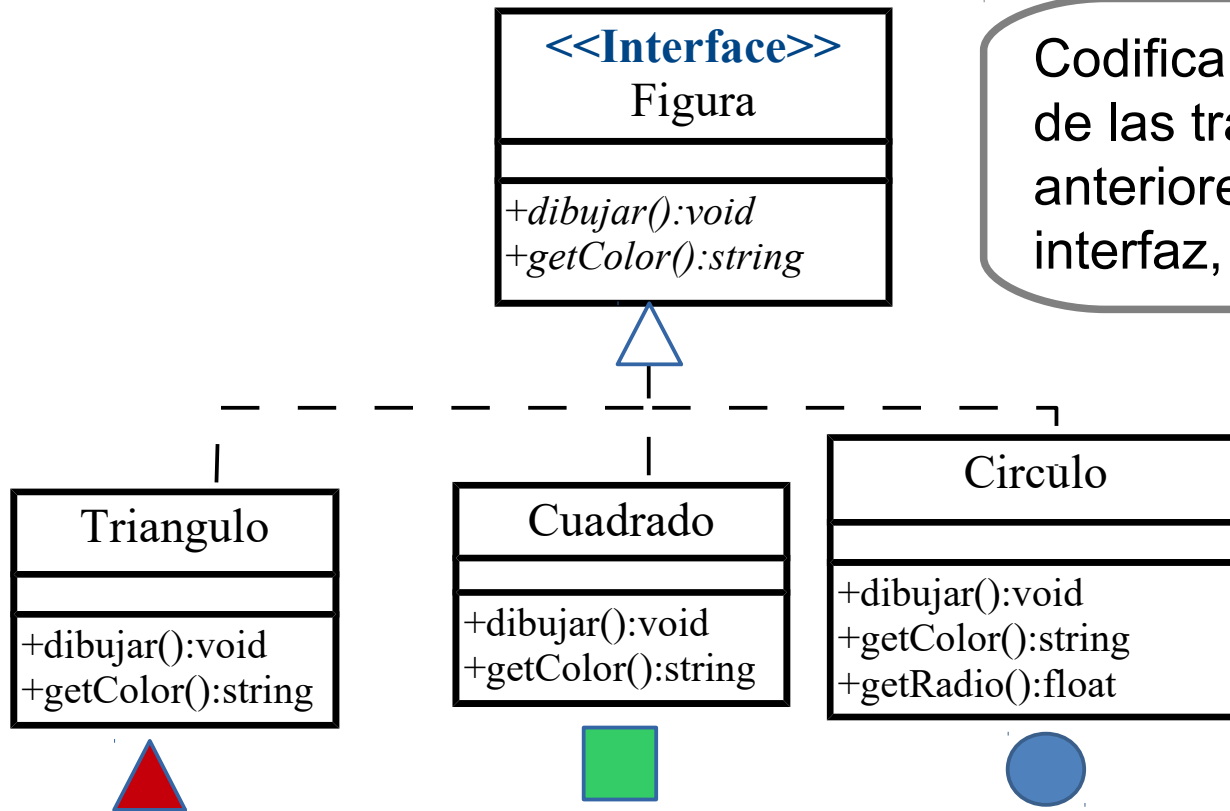 <<Interface>>
Figura
+dibujar():void
+getColor():string
Codifica
de las
anteriore
interfaz,
Triangulo
+dibujar():void
+getColor():string
Cuadrado
+dibujar():void
+getColor():string
Circulo
+dibujar():void
+getColor():string
+getRadio():float